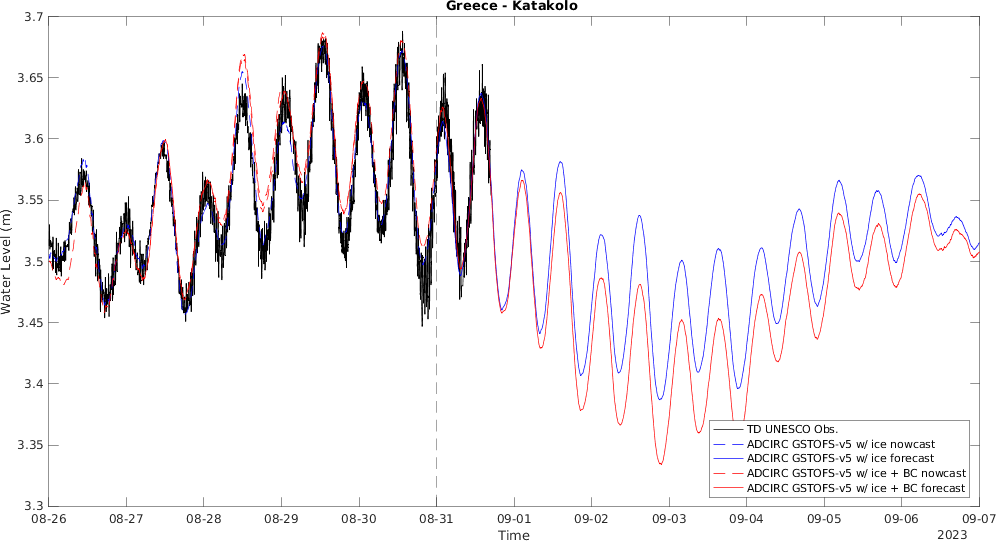 Greece - Katakolo
3.7
3.65
3.6
3.55
3.5
3.45
3.4
3.35
3.3
Water Level (m)
TD UNESCO Obs.
ADCIRC GSTOFS-v5 w/ ice nowcast
ADCIRC GSTOFS-v5 w/ ice forecast
ADCIRC GSTOFS-v5 w/ ice + BC nowcast
ADCIRC GSTOFS-v5 w/ ice + BC forecast
08-26 08-27 08-28 08-29 08-30 08-31 09-01 09-02 09-03 09-04 09-05 09-06 09-07
Time 2023